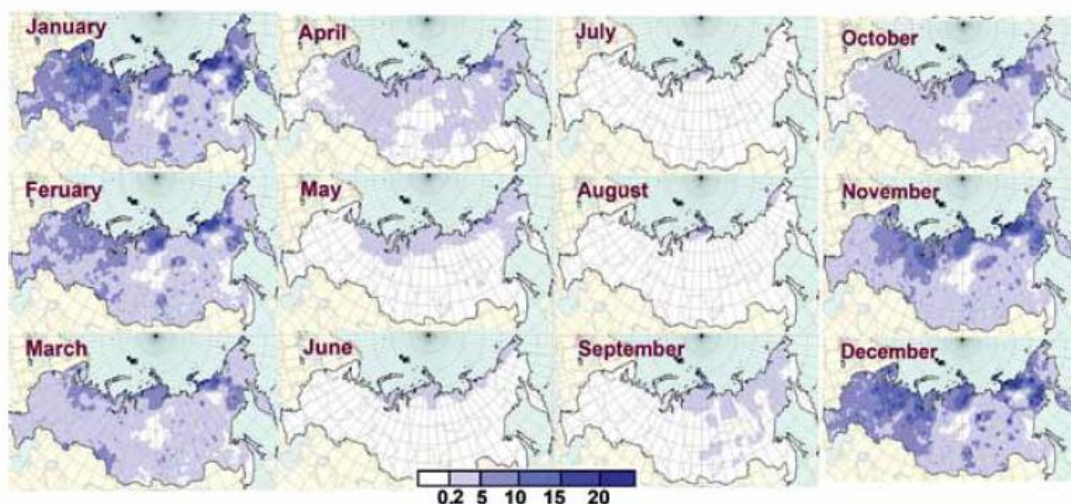 January
April
July
October
Feruary
May
August
November
March
June
September
December
0.2 5 10 15 20